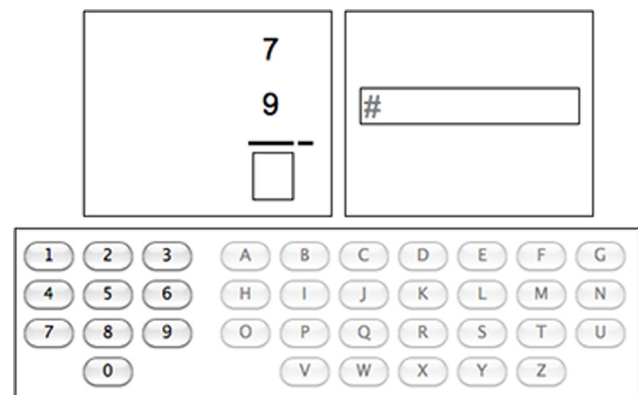 7
9
-
#
1 2 3 A B C D E F G
4 5 6 H I J K L M N
7 8 9 O P Q R S T U
0 V W X Y Z